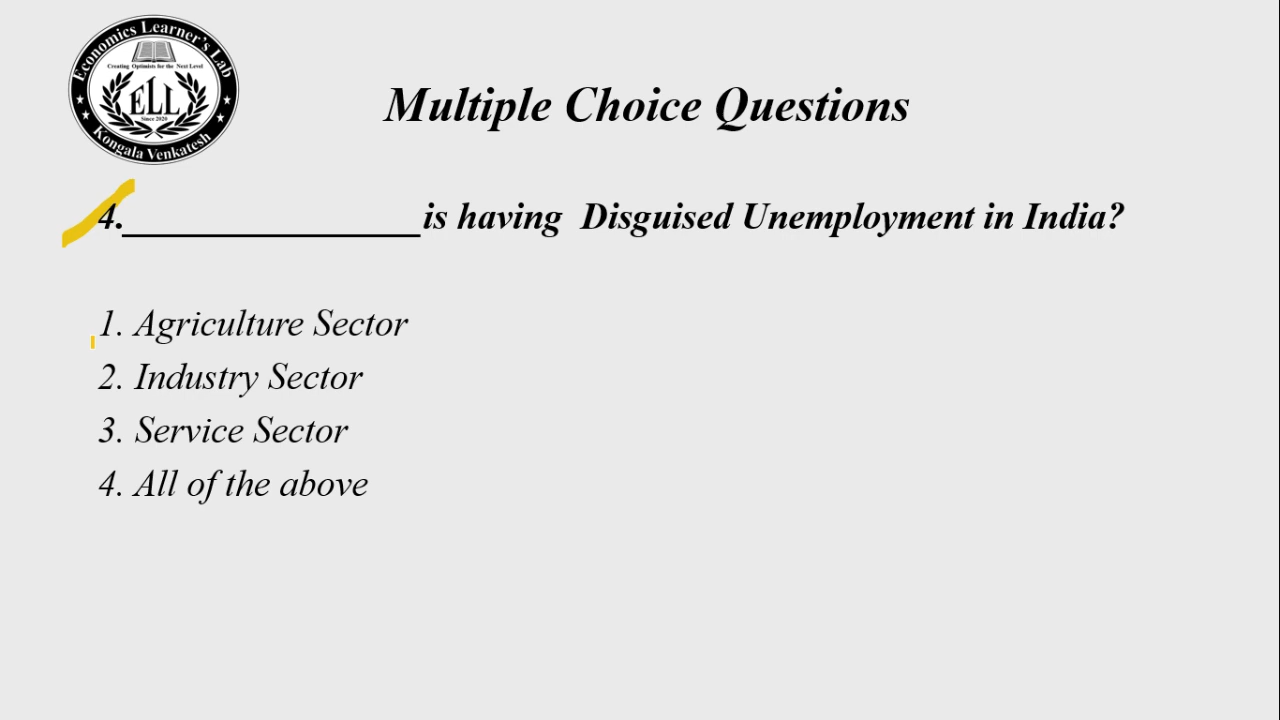 Economics Learner's Lab
Creating Optimists for the Next Level
ELL
Since 2020
Kongala Venkatesh
Multiple Choice Questions
4.________________is having Disguised Unemployment in India?
1. Agriculture Sector
2. Industry Sector
3. Service Sector
4. All of the above